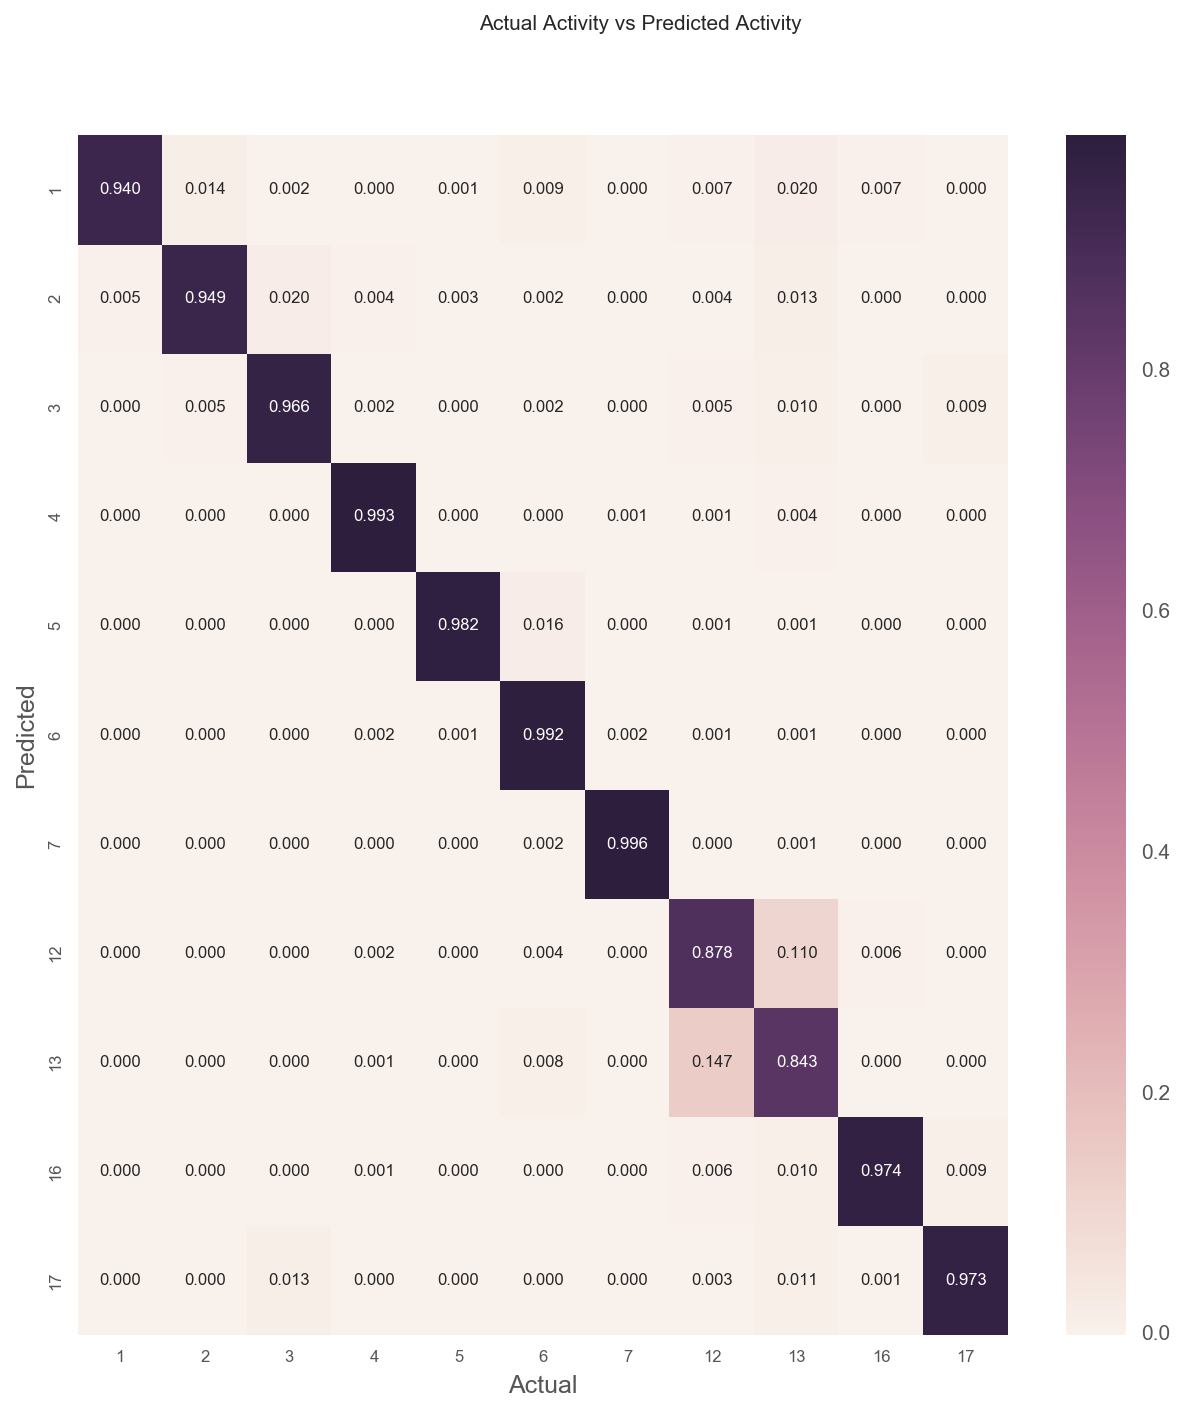 Actual Activity vs Predicted Activity
1 0.940 0.014 0.002 0.000 0.001 0.009 0.000 0.007 0.020 0.007 0.000
2 0.005 0.949 0.020 0.004 0.003 0.002 0.000 0.004 0.013 0.000 0.000
0.8
3 0.000 0.005 0.966 0.002 0.000 0.002 0.000 0.005 0.010 0.000 0.009
4 0.000 0.000 0.000 0.993 0.000 0.000 0.001 0.001 0.004 0.000 0.000
0.6
5 0.000 0.000 0.000 0.000 0.982 0.016 0.000 0.001 0.001 0.000 0.000
Predicted
6 0.000 0.000 0.000 0.002 0.001 0.992 0.002 0.001 0.001 0.000 0.000
7 0.000 0.000 0.000 0.000 0.000 0.002 0.996 0.000 0.001 0.000 0.000
0.4
12 0.000 0.000 0.000 0.002 0.000 0.004 0.000 0.878 0.110 0.006 0.000
13 0.000 0.000 0.000 0.001 0.000 0.008 0.000 0.147 0.843 0.000 0.000
0.2
16 0.000 0.000 0.000 0.001 0.000 0.000 0.000 0.006 0.010 0.974 0.009
17 0.000 0.000 0.013 0.000 0.000 0.000 0.000 0.003 0.011 0.001 0.973
0.0
1 2 3 4 5 6 7 12 13 16 17
Actual